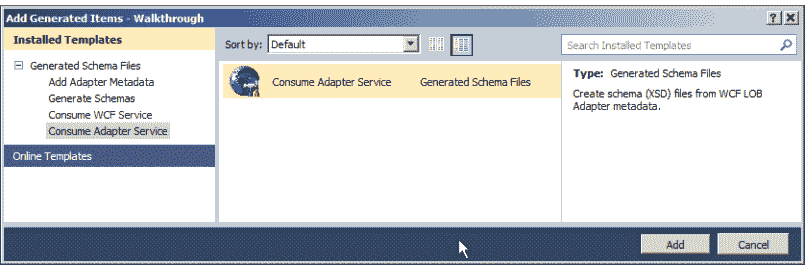 Add Generated Items - Walkthrough
Installed Templates
Generated Schema Files
Add Adapter Metadata
Generate Schemas
Consume WCF Service
Consume Adapter Service
Online Templates
Sort by: Default
Consume Adapter Service Generated Schema Files
Search Installed Templates
Type: Generated Schema Files
Create schema (XSD) files from WCF LOB
Adapter metadata.
Add Cancel